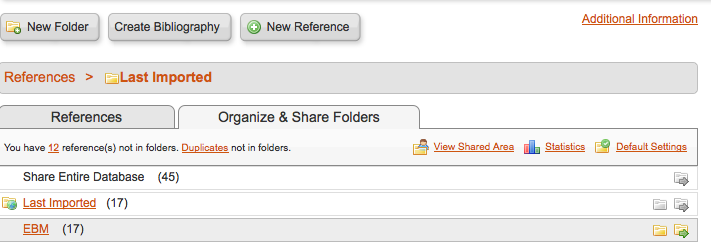 New Folder Create Bibliography New Reference Additional Information
References > Last Imported
References Organize & Share Folders
You have 12 reference(s) not in folders. Duplicates not in folders. View Shared Area Statistics Default Settings
Share Entire Database (45)
Last Imported (17)
EBM (17)